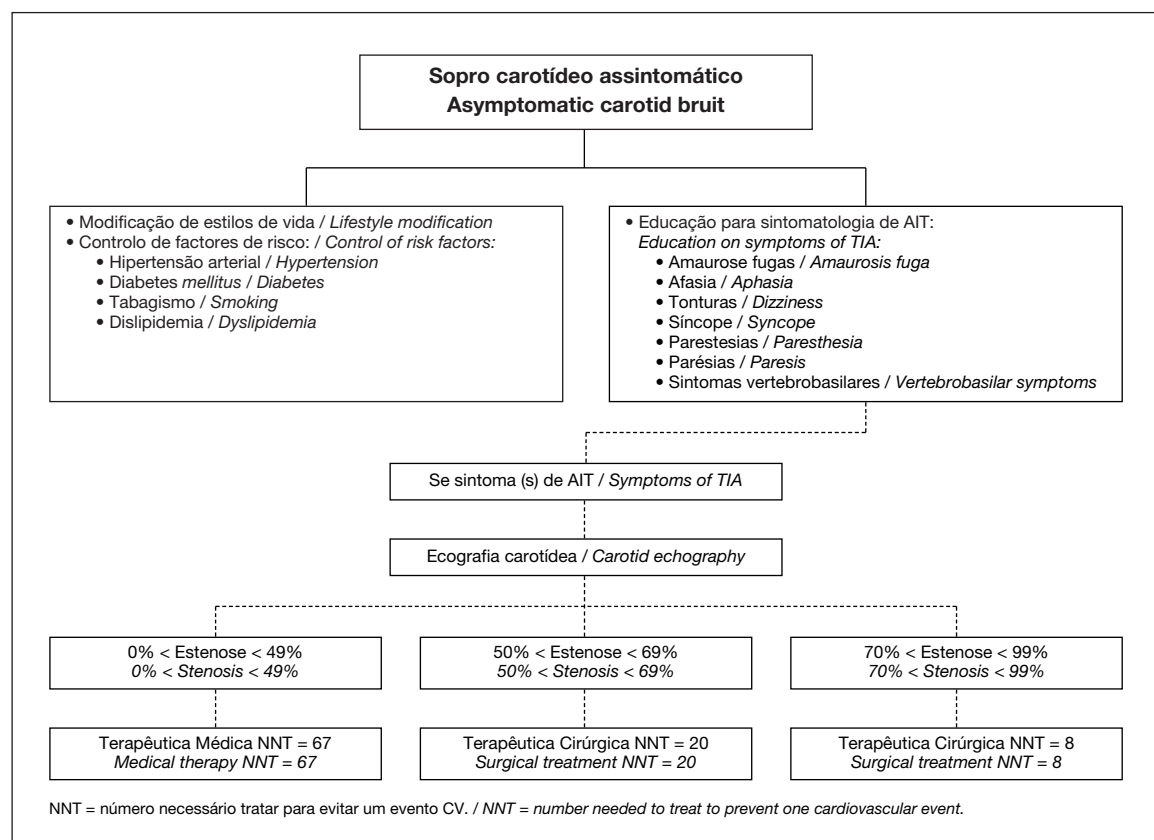 Sopro carotídeo assintomático
Asymptomatic carotid bruit
• Modificação de estilos de vida / Lifestyle modification
• Controlo de factores de risco: / Control of risk factors:
• Hipertensão arterial / Hypertension
• Diabetes mellitus / Diabetes
• Tabagismo / Smoking
• Dislipidemia / Dyslipidemia
• Educação para sintomatologia de AIT:
Education on symptoms of TIA:
• Amaurose fugas / Amaurosis fuga
• Afasia / Aphasia
• Tonturas / Dizziness
• Síncope / Syncope
• Parestesias / Paresthesia
• Parésias / Paresis
• Sintomas vertebrobasilares / Vertebrobasilar symptoms
Se sintoma (s) de AIT / Symptoms of TIA
Ecografia carotídea / Carotid echography
0% < Estenose < 49%
0% < Stenosis < 49%
50% < Estenose < 69%
50% < Stenosis < 69%
70% < Estenose < 99%
70% < Stenosis < 99%
Terapêutica Médica NNT = 67
Medical therapy NNT = 67
Terapêutica Cirúrgica NNT = 20
Surgical treatment NNT = 20
Terapêutica Cirúrgica NNT = 8
Surgical treatment NNT = 8
NNT = número necessário tratar para evitar um evento CV. / NNT = number needed to treat to prevent one cardiovascular event.